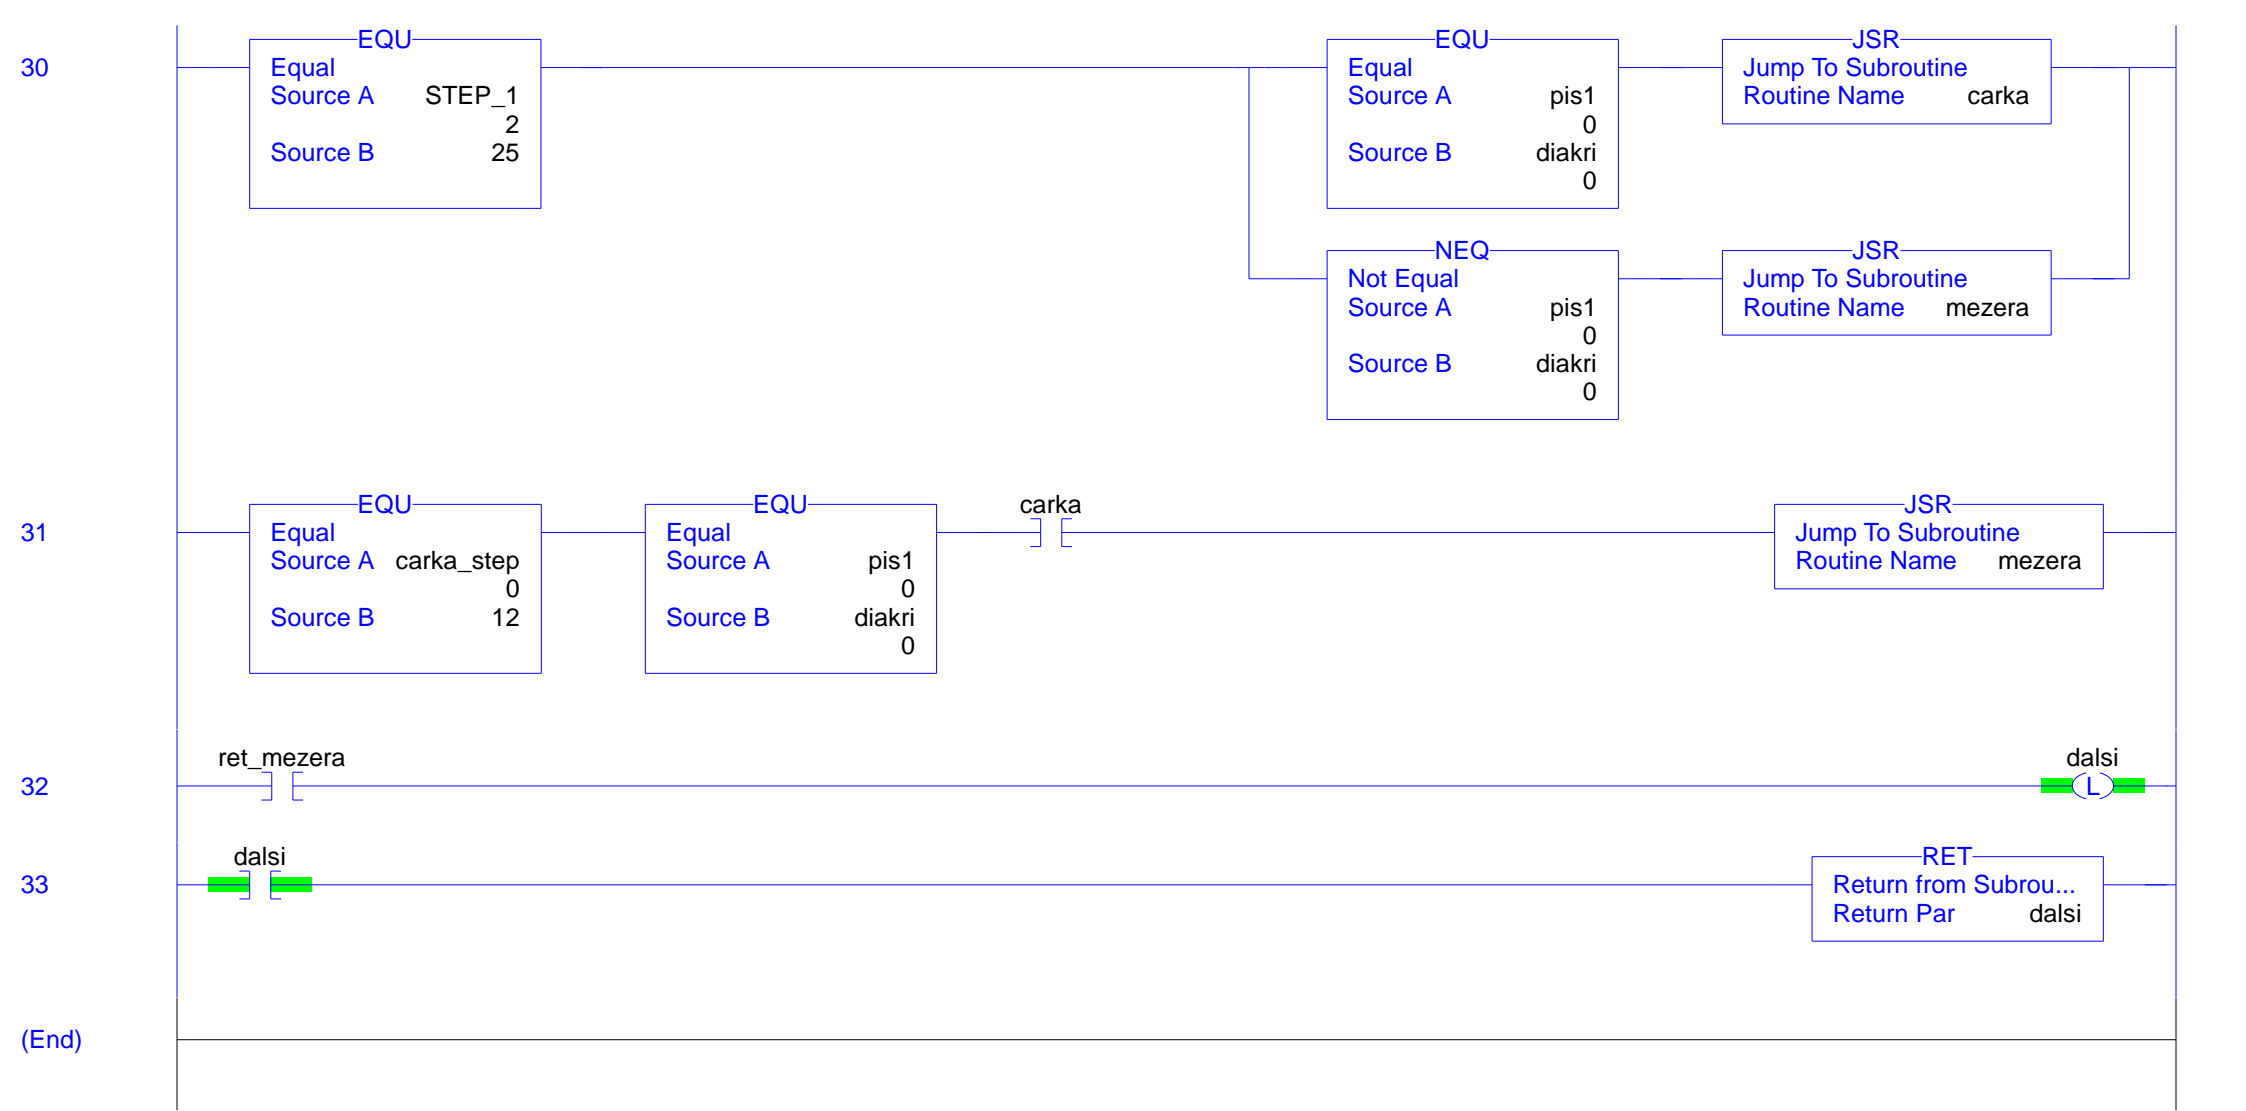 EQU
EQU
JSR
30
Equal
Equal
Jump To Subroutine
Source A STEP_1
Source A pis1
Routine Name carka
2
0
Source B 25
Source B diakri
0
NEQ
JSR
Not Equal
Jump To Subroutine
Source A pis1
Routine Name mezera
0
Source B diakri
0
EQU
EQU
carka
JSR
31
Equal
Equal
Jump To Subroutine
Source A carka_step
Source A pis1
Routine Name mezera
0
0
Source B 12
Source B diakri
0
ret_mezera
dalsi
32
L
dalsi
RET
33
Return from Subrou...
Return Par dalsi
(End)